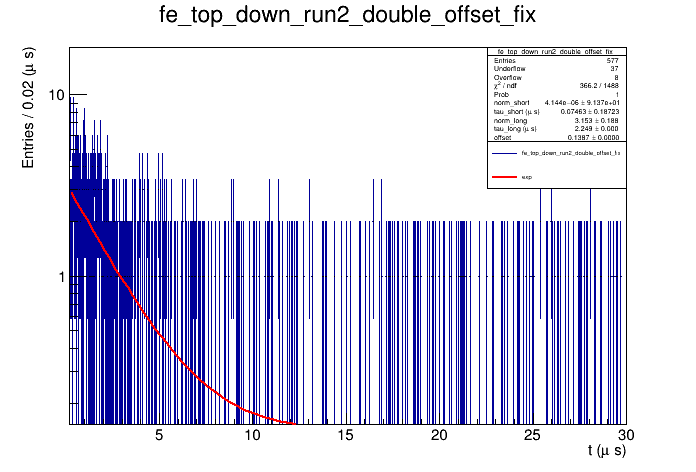 fe_top_down_run2_double_offset_fix
Entries / 0.02 (μ s)
10
1
fe_top_down_run2_double_offset_fix
Entries 577
Underflow 37
Overflow 8
χ² / ndf 366.2 / 1488
Prob 1
norm_short 4.144e−06 ± 9.137e+01
tau_short (μ s) 0.07463 ± 0.18723
norm_long 3.153 ± 0.188
tau_long (μ s) 2.249 ± 0.000
offset 0.1397 ± 0.0000
fe_top_down_run2_double_offset_fix
exp
5 10 15 20 25 30
t (μ s)